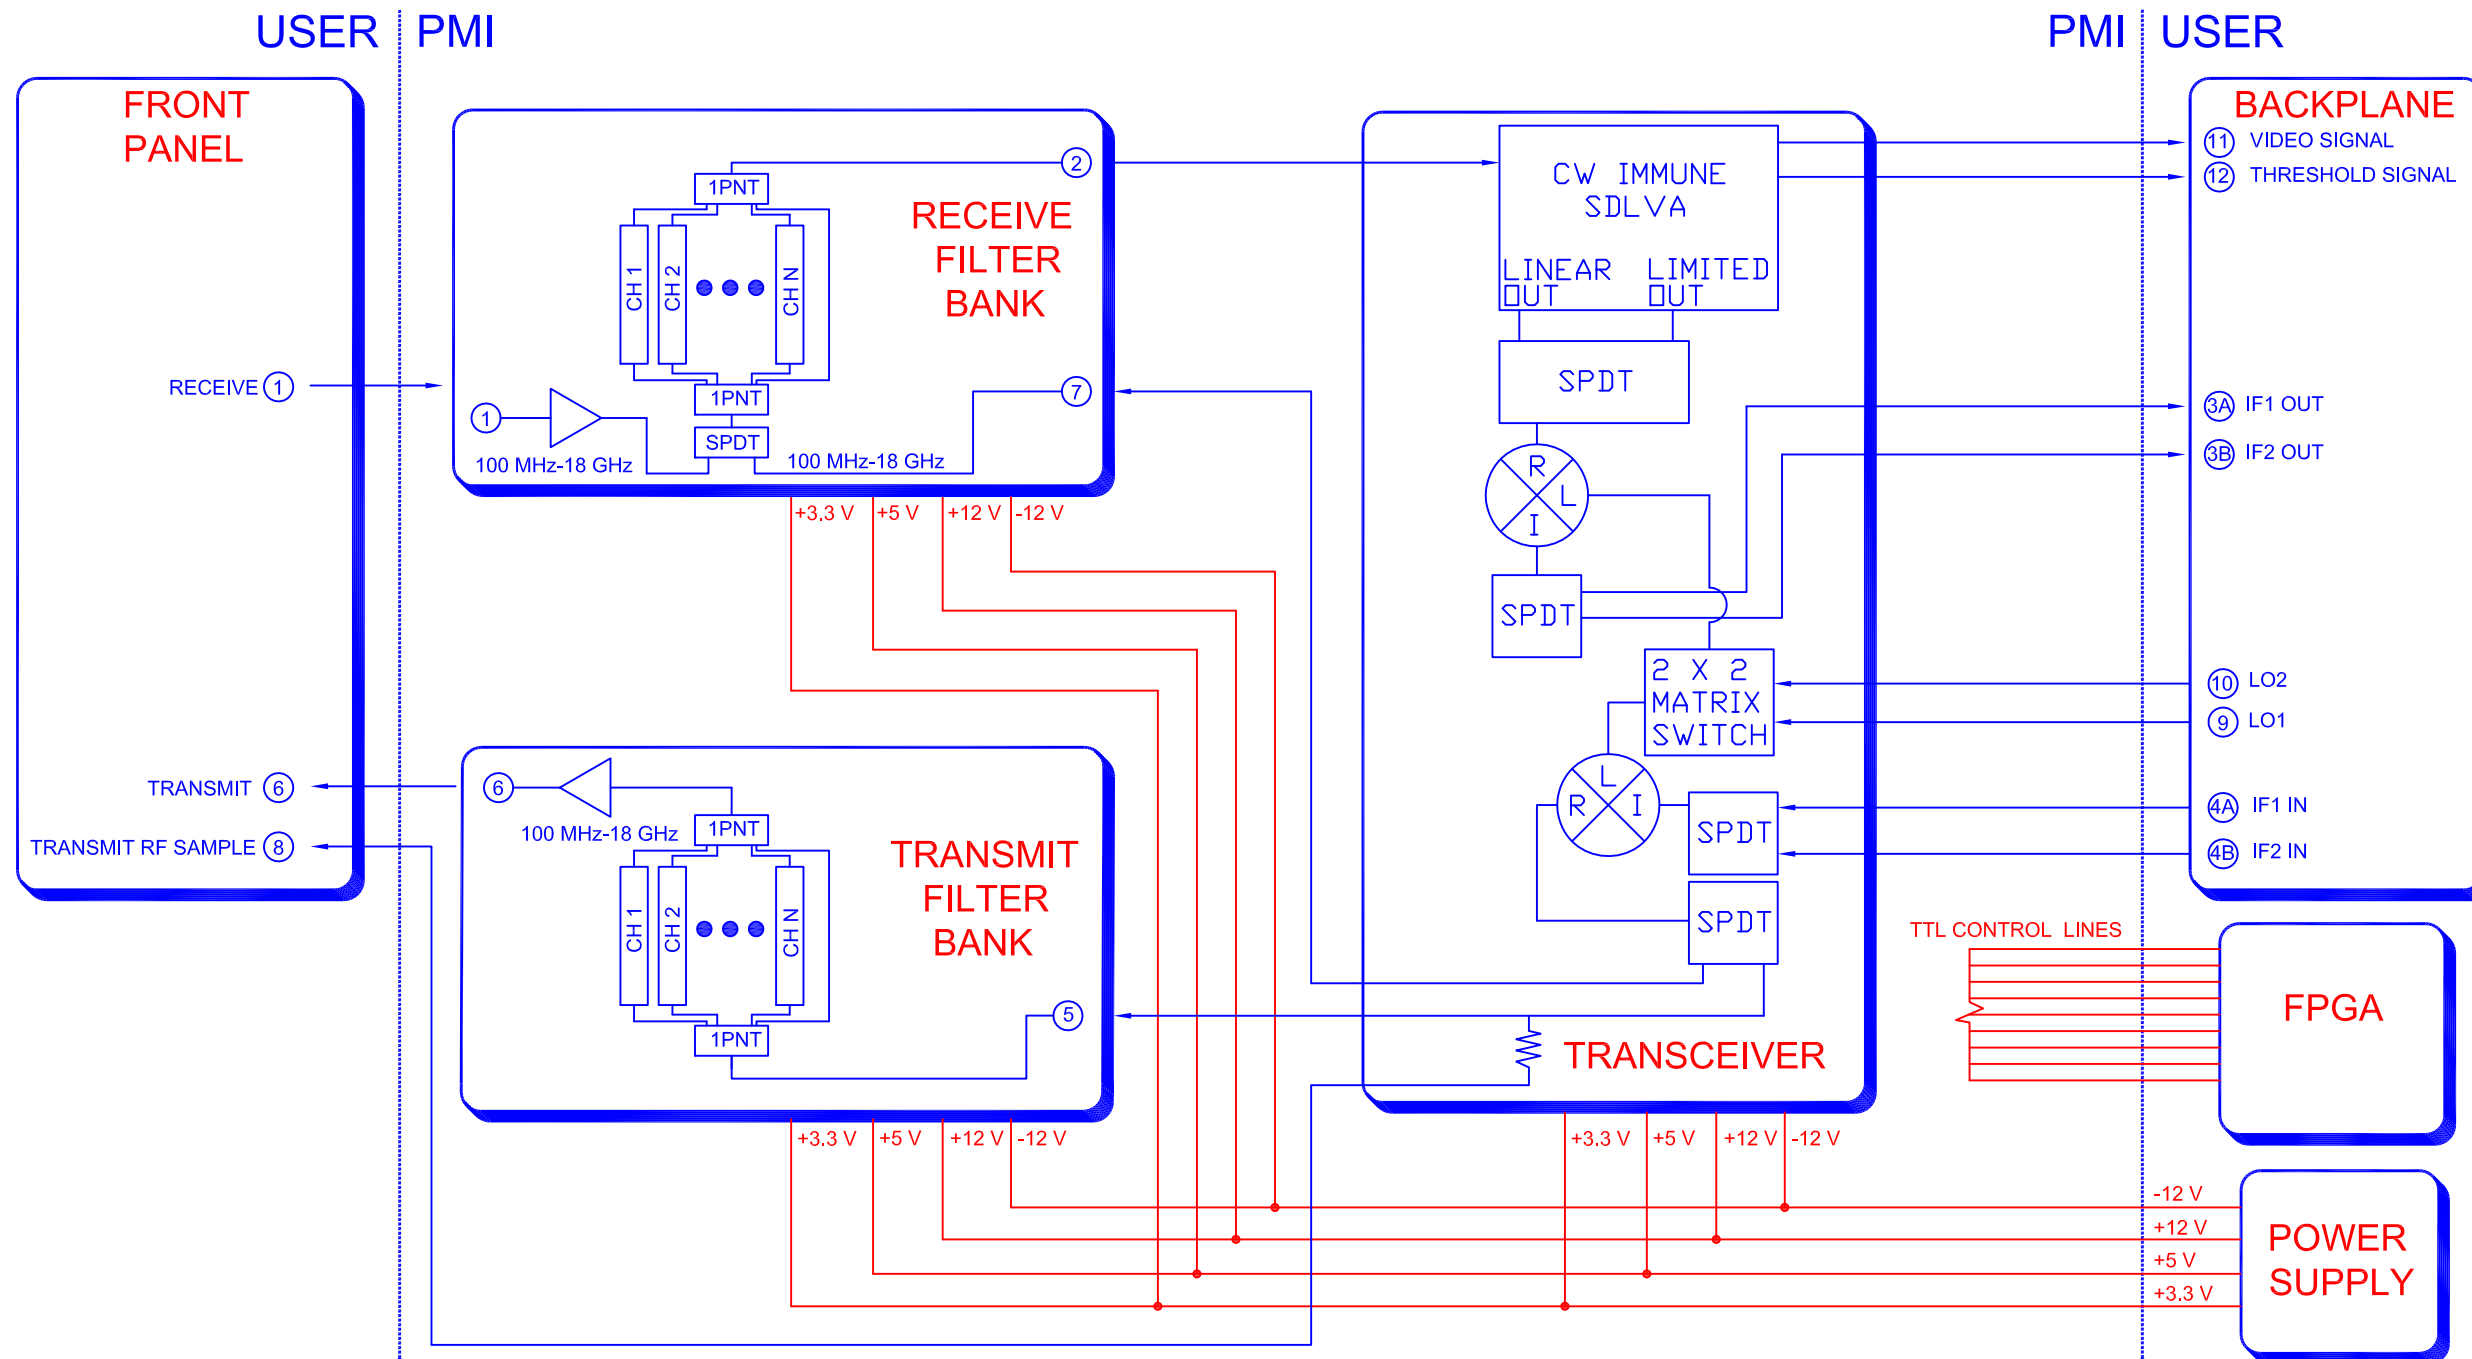 USER
PMI
PMI
USER
FRONT
PANEL
RECEIVE 1
TRANSMIT 6
TRANSMIT RF SAMPLE 8
1PNT
2
CH 1
CH 2
CH N
RECEIVE
FILTER
BANK
1PNT
7
1
SPDT
100 MHz-18 GHz
100 MHz-18 GHz
+3.3 V
+5 V
+12 V
-12 V
6
100 MHz-18 GHz
1PNT
CH 1
CH 2
CH N
TRANSMIT
FILTER
BANK
5
1PNT
+3.3 V
+5 V
+12 V
-12 V
CW IMMUNE
SDLVA
LINEAR
OUT
LIMITED
OUT
SPDT
R
L
I
SPDT
2 X 2
MATRIX
SWITCH
L
R
I
SPDT
SPDT
TRANSCEIVER
+3.3 V
+5 V
+12 V
-12 V
BACKPLANE
11 VIDEO SIGNAL
12 THRESHOLD SIGNAL
3A IF1 OUT
3B IF2 OUT
10 LO2
9 LO1
4A IF1 IN
4B IF2 IN
TTL CONTROL LINES
FPGA
-12 V
+12 V
+5 V
+3.3 V
POWER
SUPPLY